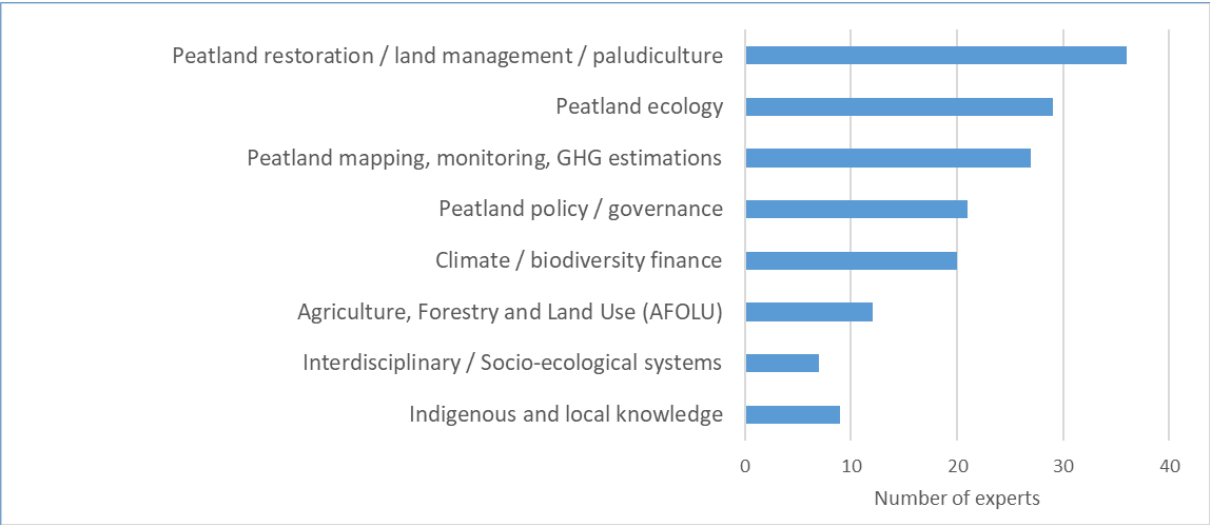 Peatland restoration / land management / paludiculture
Peatland ecology
Peatland mapping, monitoring, GHG estimations
Peatland policy / governance
Climate / biodiversity finance
Agriculture, Forestry and Land Use (AFOLU)
Interdisciplinary / Socio-ecological systems
Indigenous and local knowledge
0 10 20 30 40
Number of experts